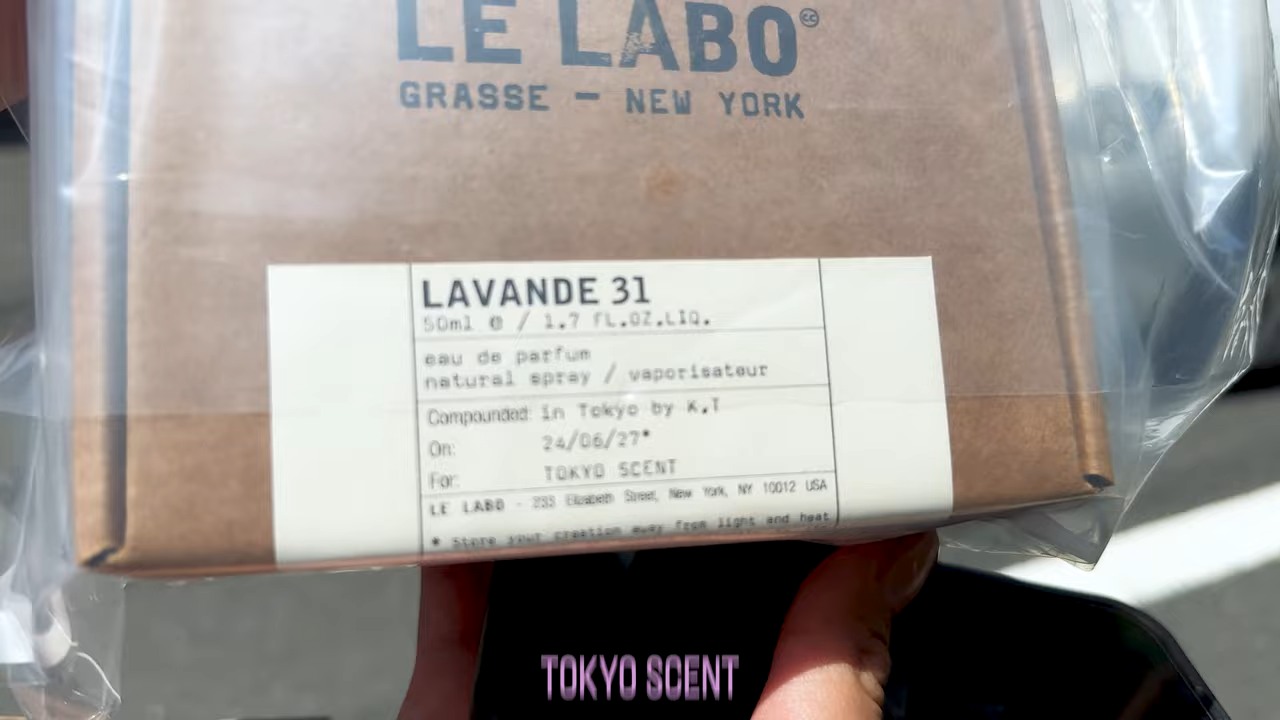 LE LABO
GRASSE — NEW YORK
LAVANDE 31
50ml e / 1.7 fL.OZ.LIQ.
eau de parfum
natural spray / vaporisateur
Compounded: in Tokyo by K.T
On: 24/06/27*
For: TOKYO SCENT
LE LABO - 233 Elizabeth Street, New York, NY 10012 USA
* Store your creation away from light and heat
TOKYO SCENT